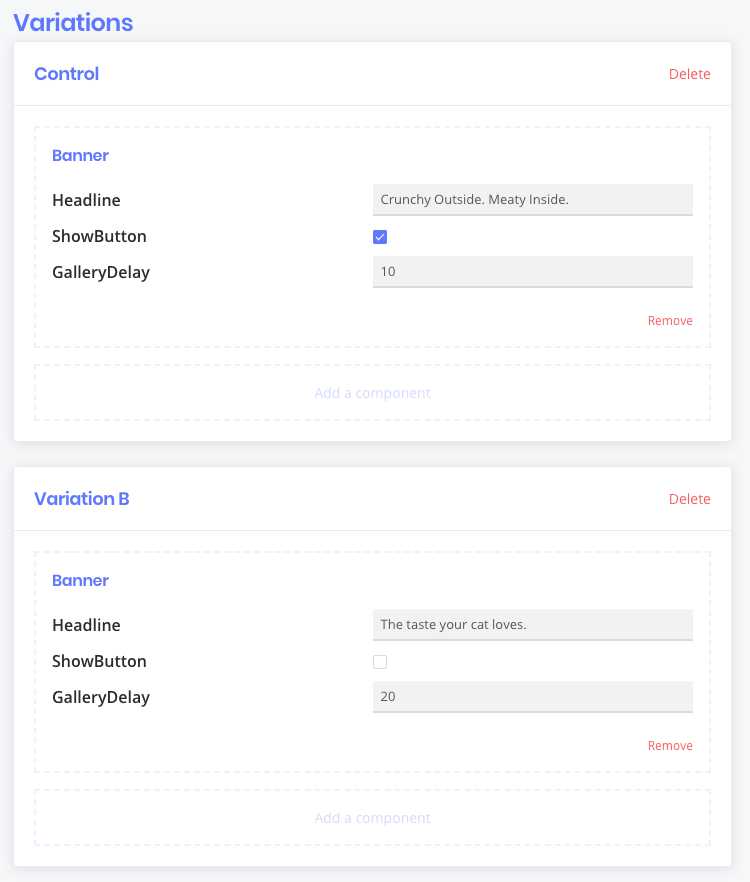 Variations
Control
Delete
Banner
Headline
Crunchy Outside. Meaty Inside.
ShowButton
GalleryDelay
10
Remove
Add a component
Variation B
Delete
Banner
Headline
The taste your cat loves.
ShowButton
GalleryDelay
20
Remove
Add a component